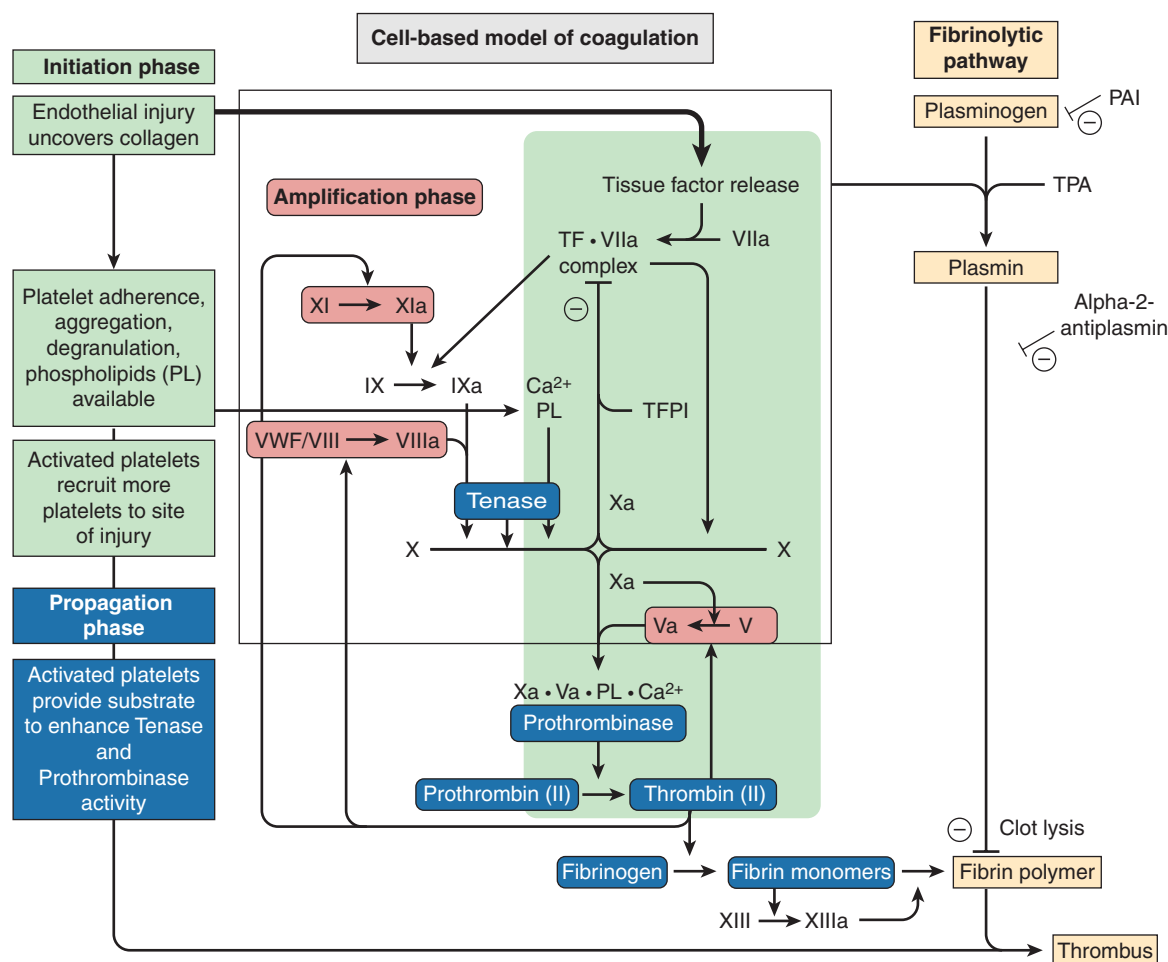 Cell-based model of coagulation
Initiation phase
Endothelial injury
uncovers collagen
Platelet adherence,
aggregation,
degranulation,
phospholipids (PL)
available
Activated platelets
recruit more
platelets to site
of injury
Propagation
phase
Activated platelets
provide substrate
to enhance Tenase
and
Prothrombinase
activity
Amplification phase
Tissue factor release
TF • VIIa
complex
VIIa
XI
XIa
−
IX
IXa
Ca²⁺
PL
TFPI
VWF/VIII
VIIIa
Tenase
Xa
X
X
Xa
Va
V
Xa • Va • PL • Ca²⁺
Prothrombinase
Prothrombin (II)
Thrombin (II)
Fibrinogen
Fibrin monomers
XIII
XIIIa
Fibrinolytic
pathway
Plasminogen
PAI
−
TPA
Plasmin
Alpha-2-
antiplasmin
−
−
Clot lysis
Fibrin polymer
Thrombus